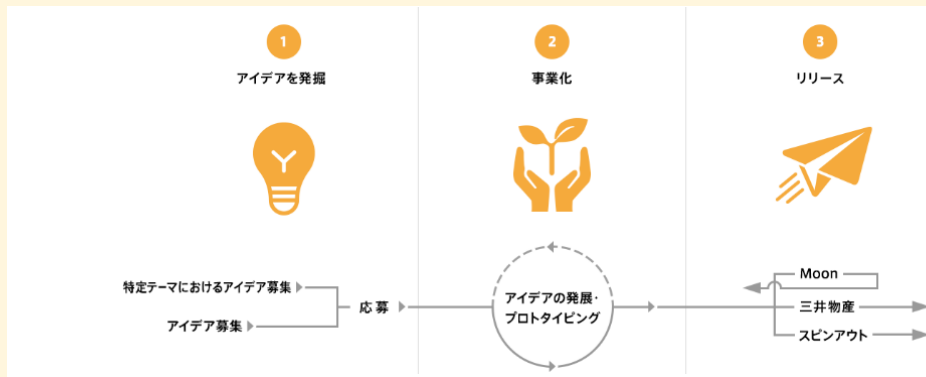 1
アイデアを発掘
2
事業化
3
リリース
特定テーマにおけるアイデア募集
アイデア募集
応募
アイデアの発展・
プロトタイピング
Moon
三井物産
スピンアウト